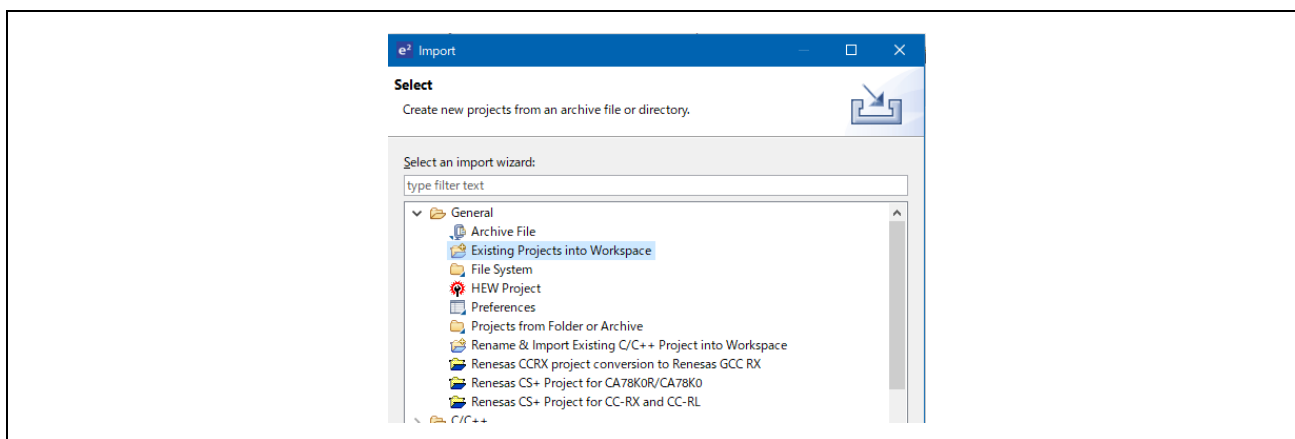 e² Import
Select
Create new projects from an archive file or directory.
Select an import wizard:
type filter text
General
Archive File
Existing Projects into Workspace
File System
HEW Project
Preferences
Projects from Folder or Archive
Rename & Import Existing C/C++ Project into Workspace
Renesas CCRX project conversion to Renesas GCC RX
Renesas CS+ Project for CA78K0R/CA78K0
Renesas CS+ Project for CC-RX and CC-RL
C/C++